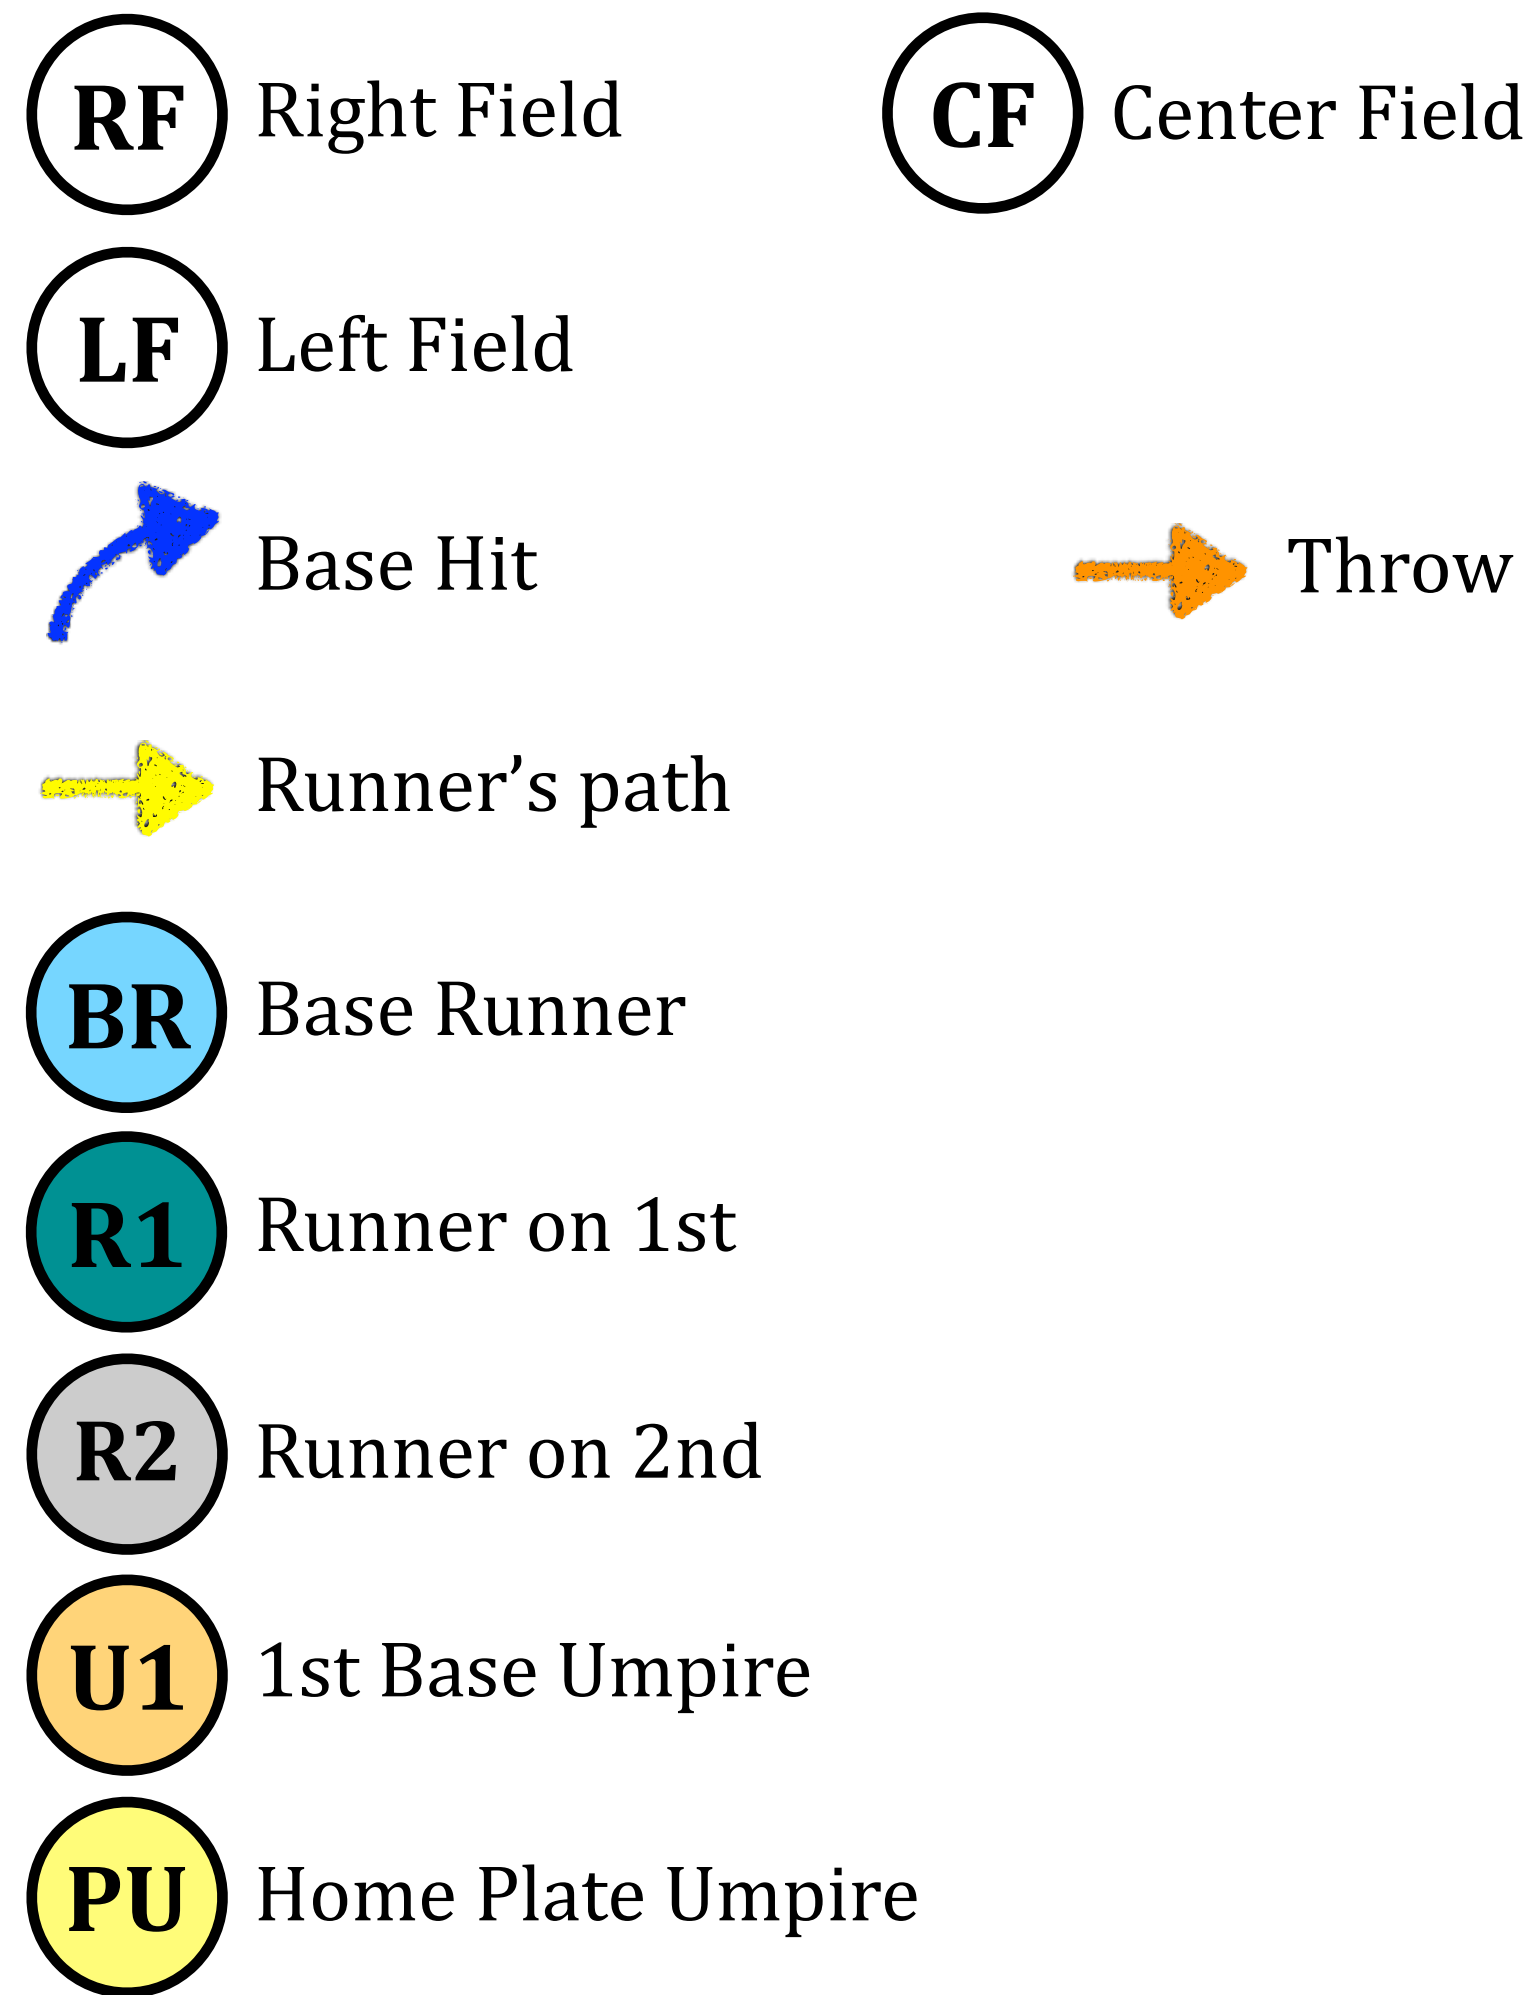 RF Right Field
CF Center Field
LF Left Field
Base Hit
Throw
Runner’s path
BR Base Runner
R1 Runner on 1st
R2 Runner on 2nd
U1 1st Base Umpire
PU Home Plate Umpire